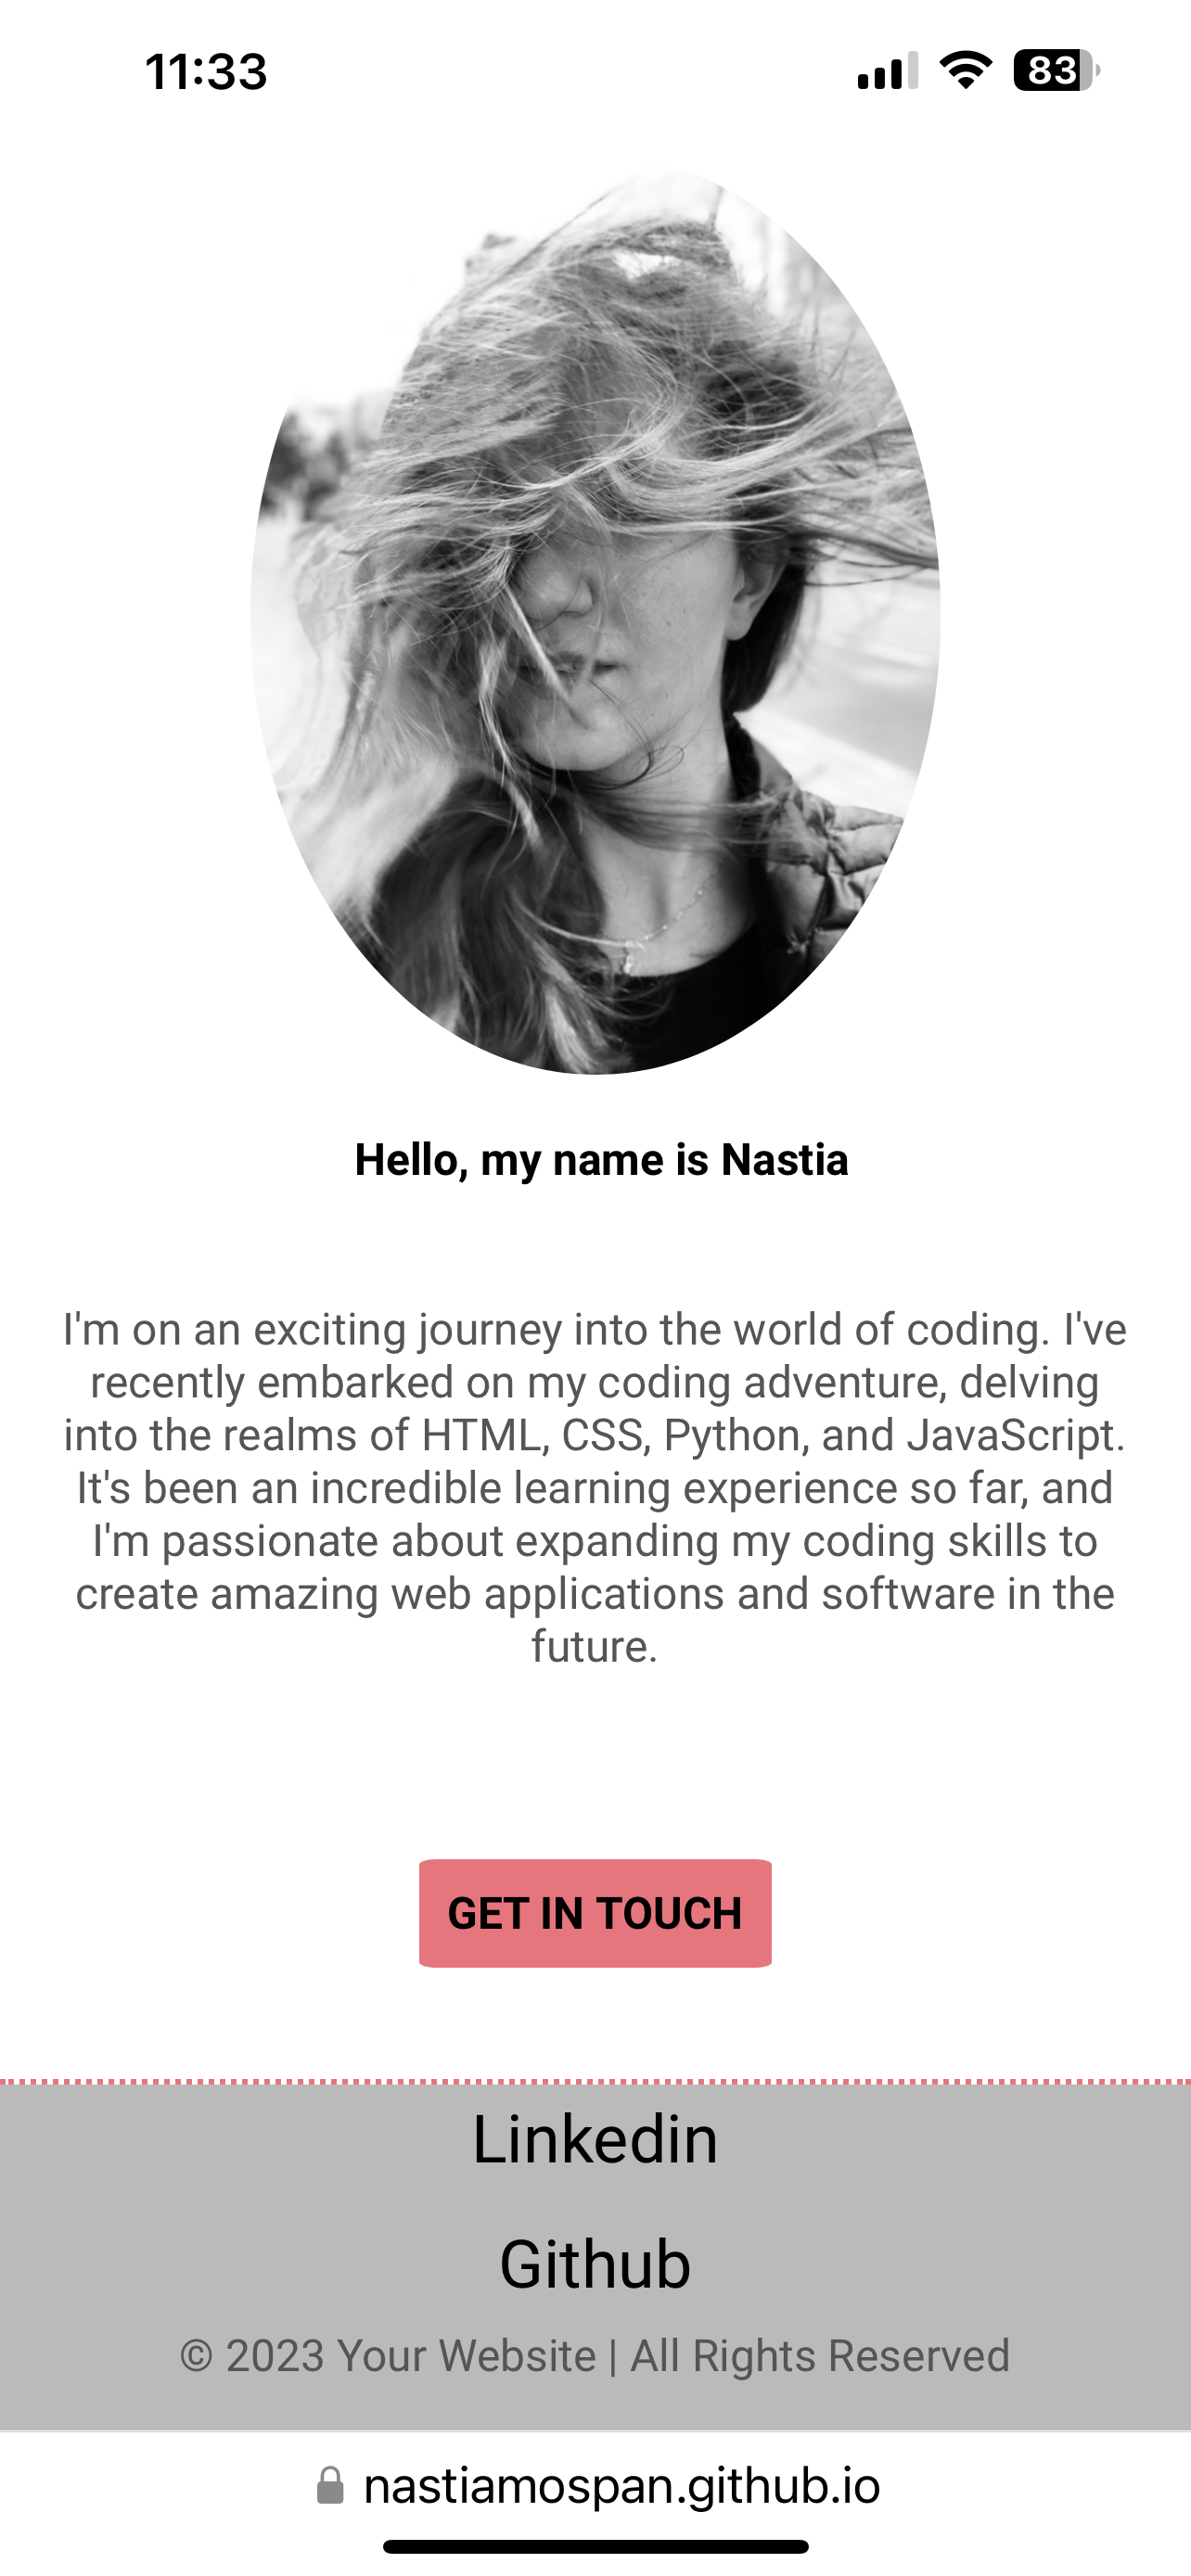 11:33
83
Hello, my name is Nastia
I'm on an exciting journey into the world of coding. I've
recently embarked on my coding adventure, delving
into the realms of HTML, CSS, Python, and JavaScript.
It's been an incredible learning experience so far, and
I'm passionate about expanding my coding skills to
create amazing web applications and software in the
future.
GET IN TOUCH
Linkedin
Github
© 2023 Your Website | All Rights Reserved
nastiamospan.github.io